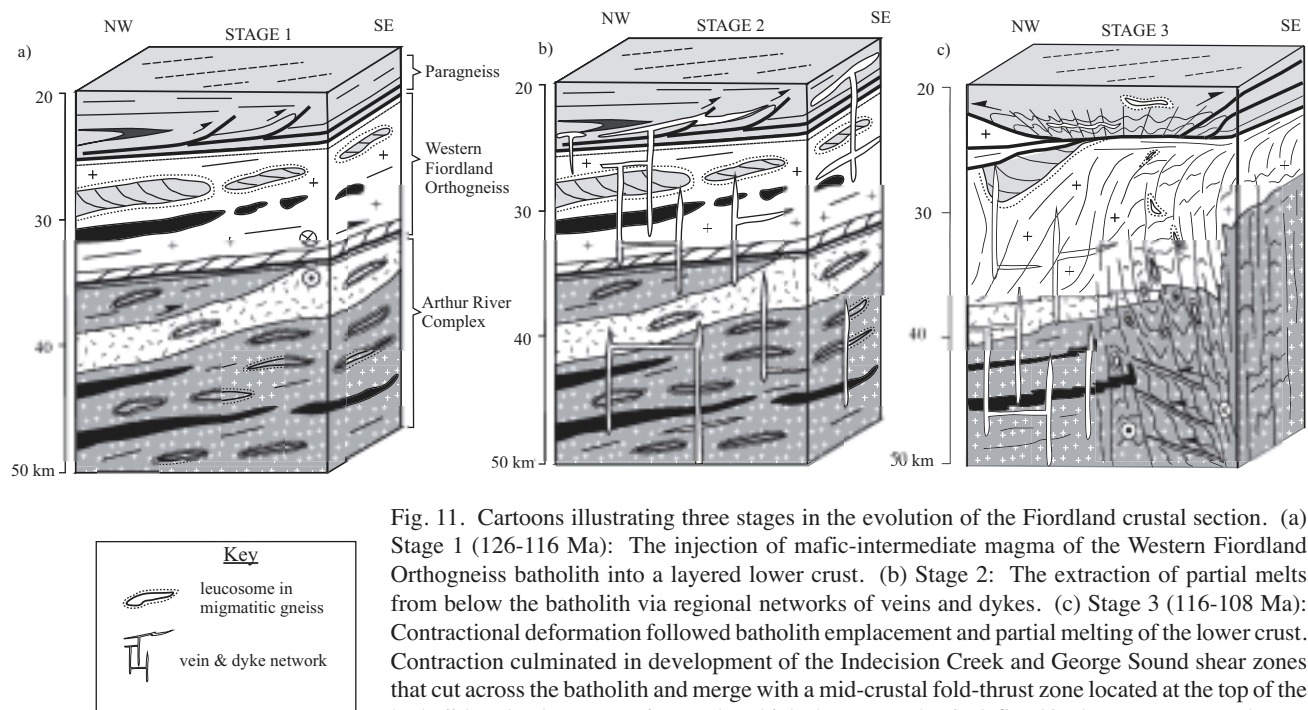 NW
STAGE 1
SE
a)
20
30
40
50 km
Paragneiss
Western
Fiordland
Orthogneiss
Arthur River
Complex
NW
STAGE 2
SE
b)
20
30
40
50 km
NW
STAGE 3
SE
c)
20
30
40
50 km
Key
leucosome in
migmatitic gneiss
vein & dyke network
Fig. 11. Cartoons illustrating three stages in the evolution of the Fiordland crustal section. (a)
Stage 1 (126-116 Ma): The injection of mafic-intermediate magma of the Western Fiordland
Orthogneiss batholith into a layered lower crust. (b) Stage 2: The extraction of partial melts
from below the batholith via regional networks of veins and dykes. (c) Stage 3 (116-108 Ma):
Contractional deformation followed batholith emplacement and partial melting of the lower crust.
Contraction culminated in development of the Indecision Creek and George Sound shear zones
that cut across the batholith and merge with a mid-crustal fold-thrust zone located at the top of the